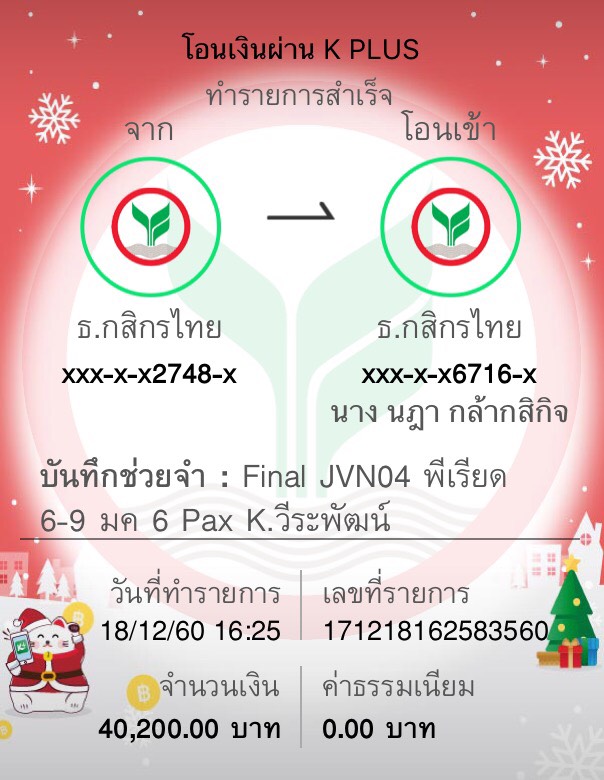 โอนเงินผ่าน K PLUS
ทำรายการสำเร็จ
จาก
โอนเข้า
ธ.กสิกรไทย
ธ.กสิกรไทย
xxx-x-x2748-x
xxx-x-x6716-x
นาง นฎา กล้ากสิกิจ
บันทึกช่วยจำ : Final JVN04 พีเรียด
6-9 มค 6 Pax K.วีระพัฒน์
วันที่ทำรายการ
เลขที่รายการ
18/12/60 16:25
171218162583560
จำนวนเงิน
ค่าธรรมเนียม
40,200.00 บาท
0.00 บาท